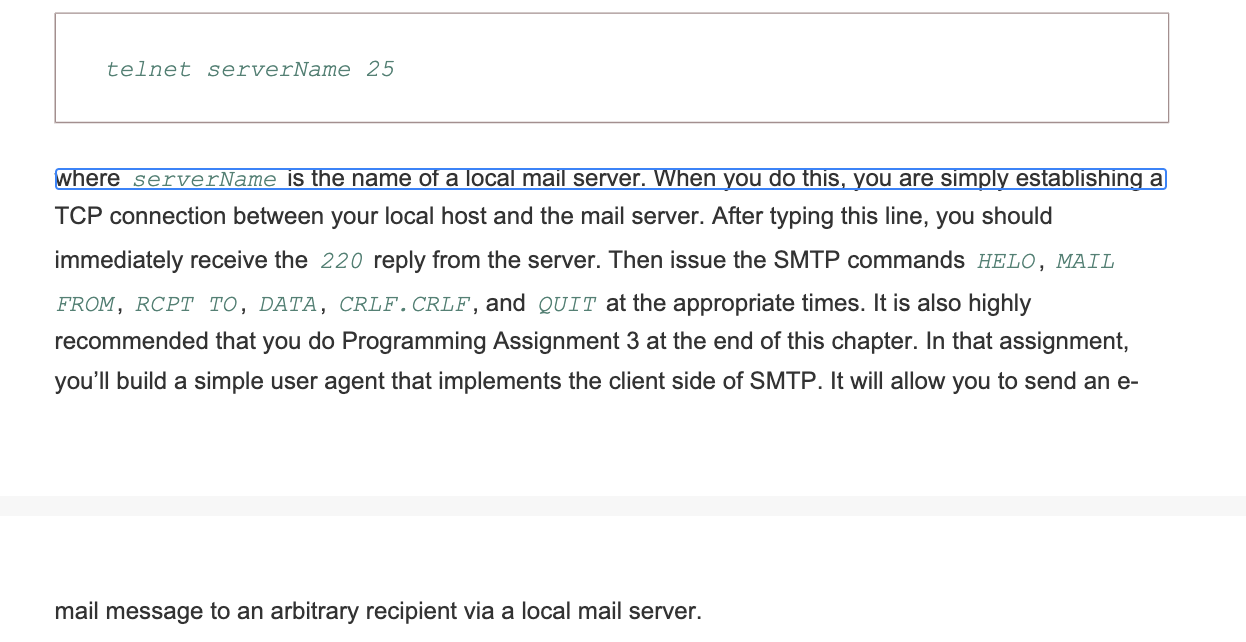 telnet serverName 25
where serverName is the name of a local mail server. When you do this, you are simply establishing a
TCP connection between your local host and the mail server. After typing this line, you should
immediately receive the 220 reply from the server. Then issue the SMTP commands HELO, MAIL
FROM, RCPT TO, DATA, CRLF.CRLF, and QUIT at the appropriate times. It is also highly
recommended that you do Programming Assignment 3 at the end of this chapter. In that assignment,
you’ll build a simple user agent that implements the client side of SMTP. It will allow you to send an e-
mail message to an arbitrary recipient via a local mail server.